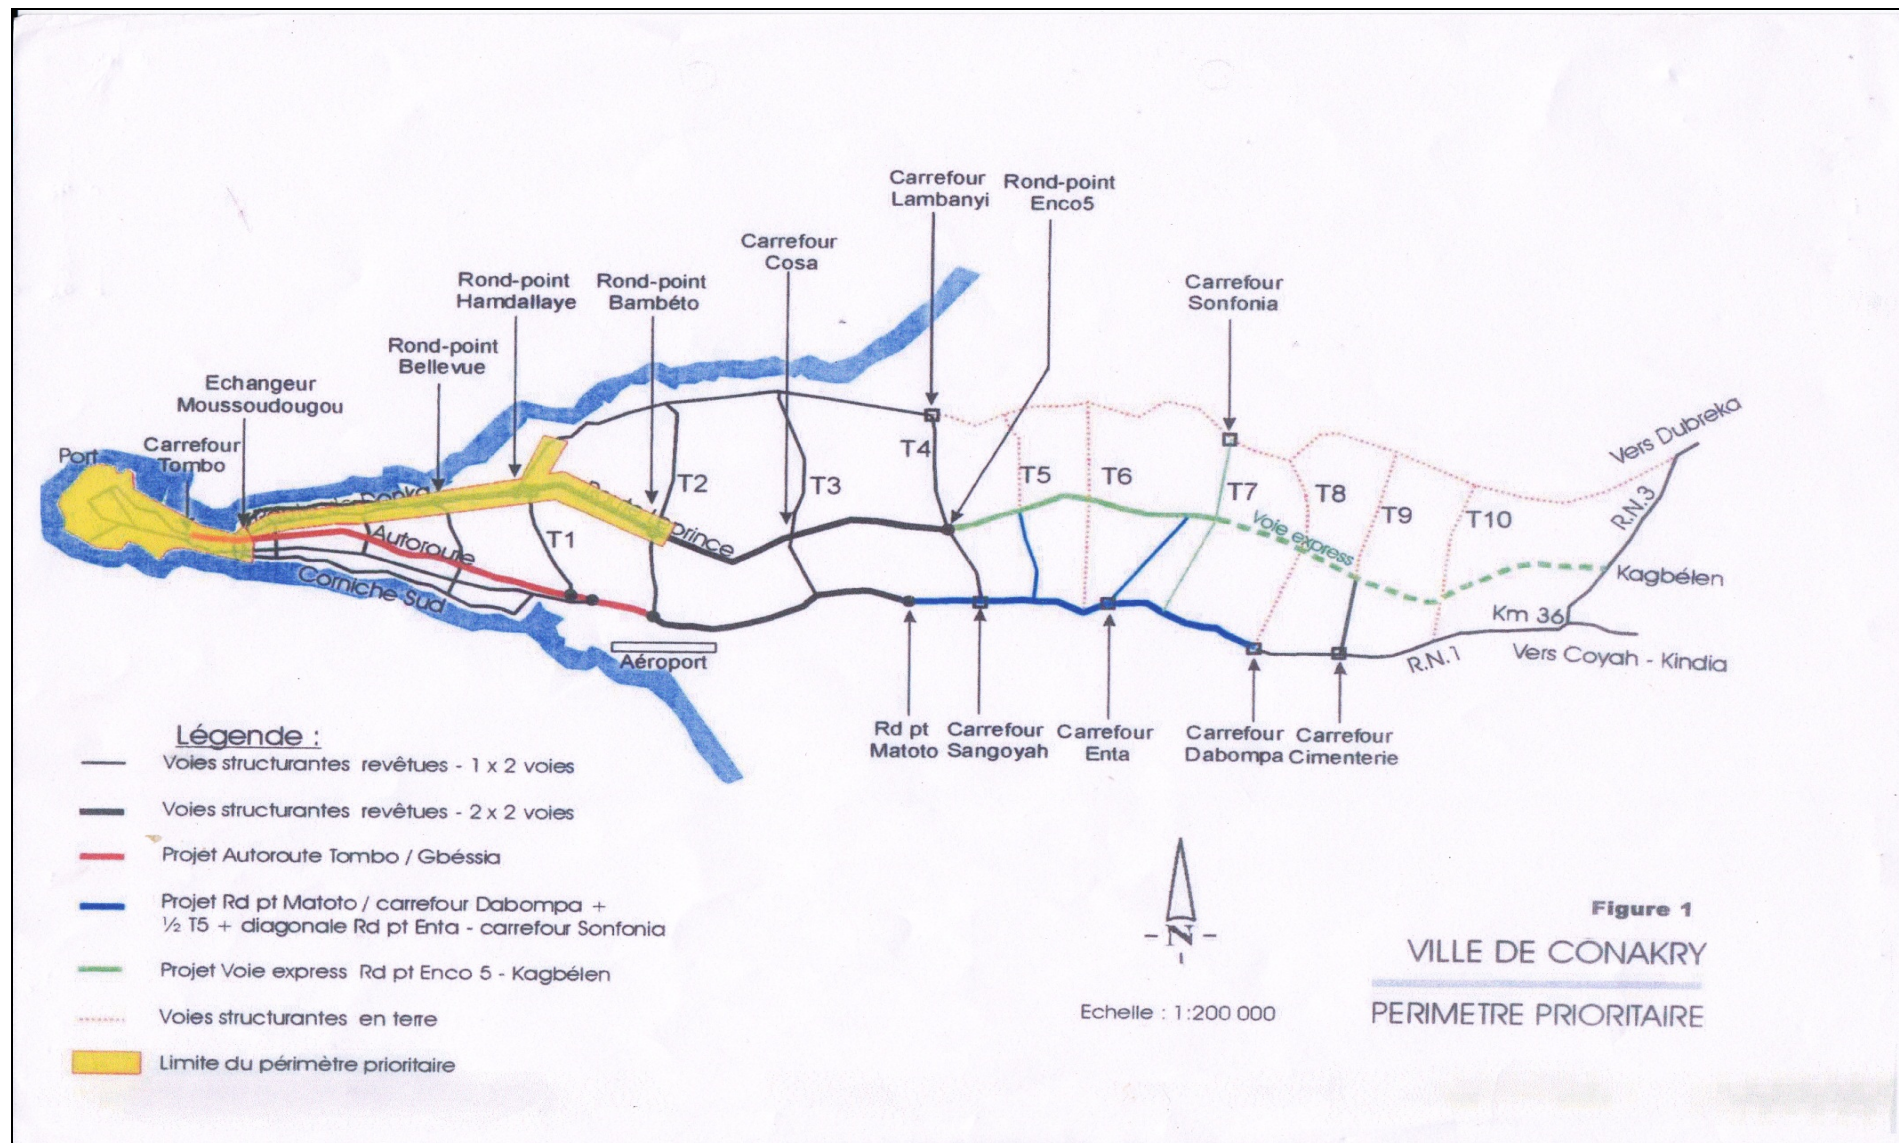 Carrefour
Lambanyi
Rond-point
Enco5
Carrefour
Cosa
Rond-point
Hamdallaye
Rond-point
Bambéto
Carrefour
Sonfonia
Rond-point
Bellevue
Echangeur
Moussoudougou
Carrefour
Tombo
Port
T1
T2
T3
T4
T5
T6
T7
T8
T9
T10
prince
Autoroute
Corniche Sud
Voie express
Vers Dubreka
R.N.3
Kagbélen
Km 36
R.N.1
Vers Coyah - Kindia
Aéroport
Rd pt
Matoto
Carrefour
Sangoyah
Carrefour
Enta
Carrefour
Dabompa
Carrefour
Cimenterie
Légende :
Voies structurantes revêtues - 1 x 2 voies
Voies structurantes revêtues - 2 x 2 voies
Projet Autoroute Tombo / Gbéssia
Projet Rd pt Matoto / carrefour Dabompa +
½ T5 + diagonale Rd pt Enta - carrefour Sonfonia
Projet Voie express Rd pt Enco 5 - Kagbélen
Voies structurantes en terre
Limite du périmètre prioritaire
N
Echelle : 1:200 000
Figure 1
VILLE DE CONAKRY
PERIMETRE PRIORITAIRE